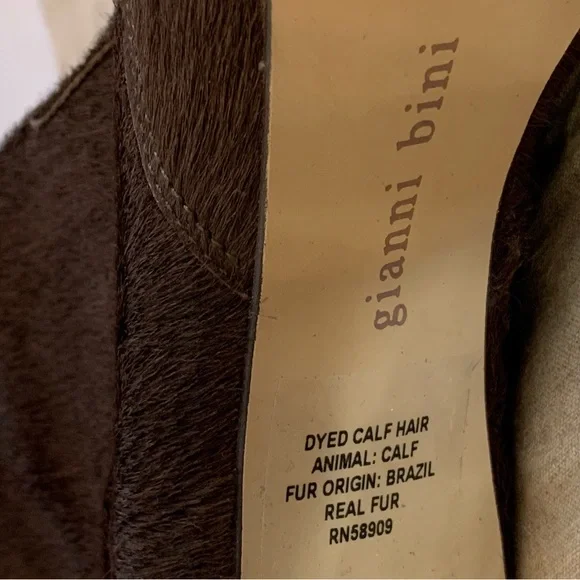 gianni bini
DYED CALF HAIR
ANIMAL: CALF
FUR ORIGIN: BRAZIL
REAL FUR
RN58909